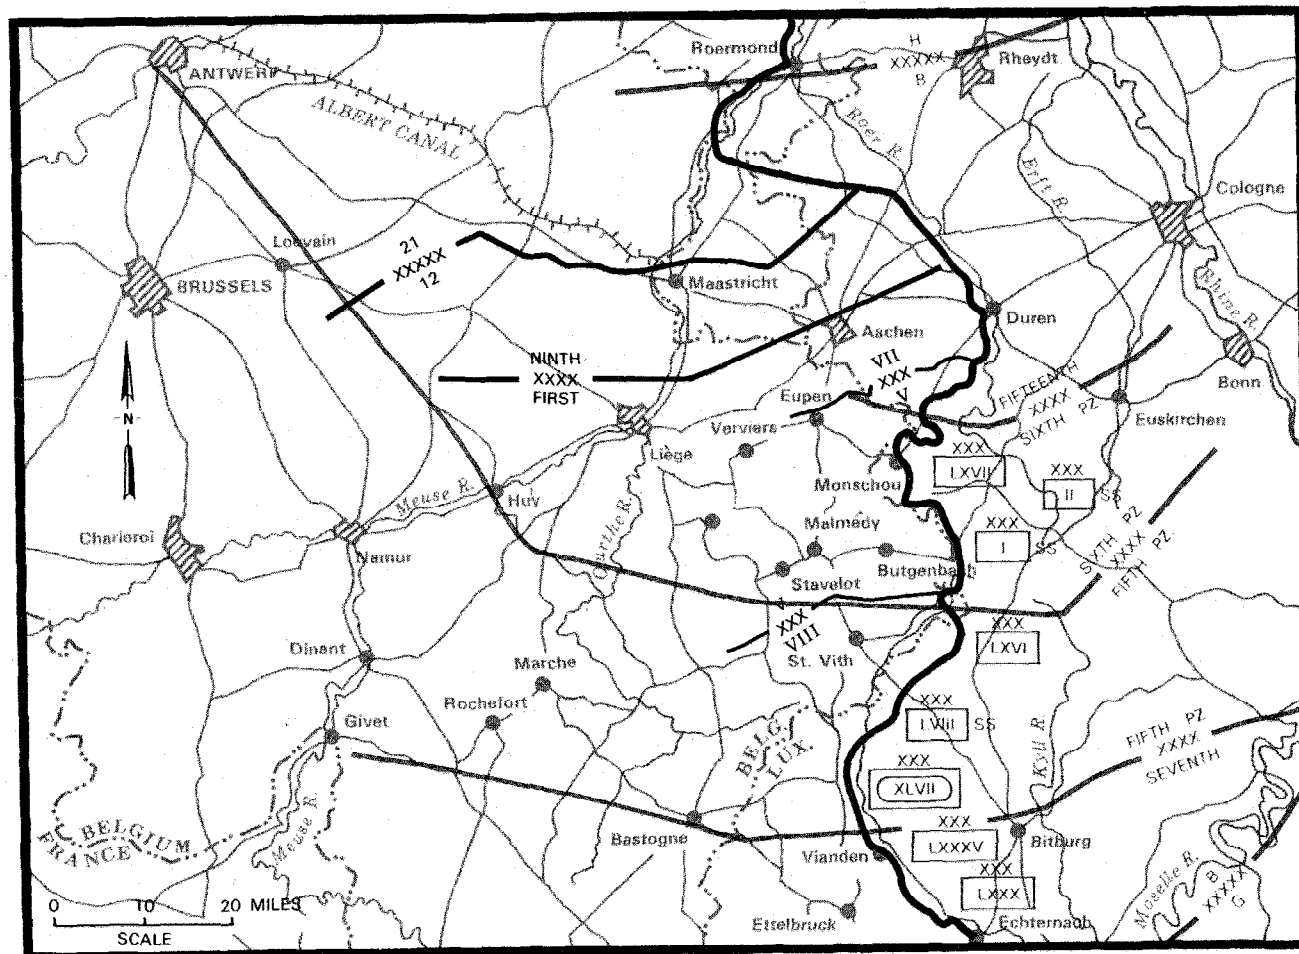 Roermond
H
XXXXX
B
Rheydt
ANTWERP
ALBERT CANAL
Roer R.
Erft R.
Cologne
Louvain
21
XXXXX
12
BRUSSELS
Maastricht
Rhine R.
Duren
Aachen
NINTH
XXXX
FIRST
VII
XXX
V
Bonn
Eupen
FIFTEENTH
XXXX
SIXTH PZ
Euskirchen
N
Verviers
Liège
XXX
LXVII
XXX
II SS
Monschou
Meuse R.
Huy
Ourthe R.
Malmedy
XXX
I SS
SIXTH PZ
XXXX
FIFTH PZ
Charleroi
Namur
Stavelot
Butgenbach
V
XXX
VIII
XXX
LXVI
St. Vith
Dinant
Marche
Rochefort
Givet
XXX
LVIII SS
Kyll R.
BELG.
LUX.
FIFTH PZ
XXXX
SEVENTH
XXX
XLVII
Meuse R.
BELGIUM
FRANCE
Bastogne
Vianden
XXX
LXXXV
Bitburg
XXX
LXXX
Moselle R.
B
XXXXX
G
0 10 20 MILES
SCALE
Ettelbruck
Echternach